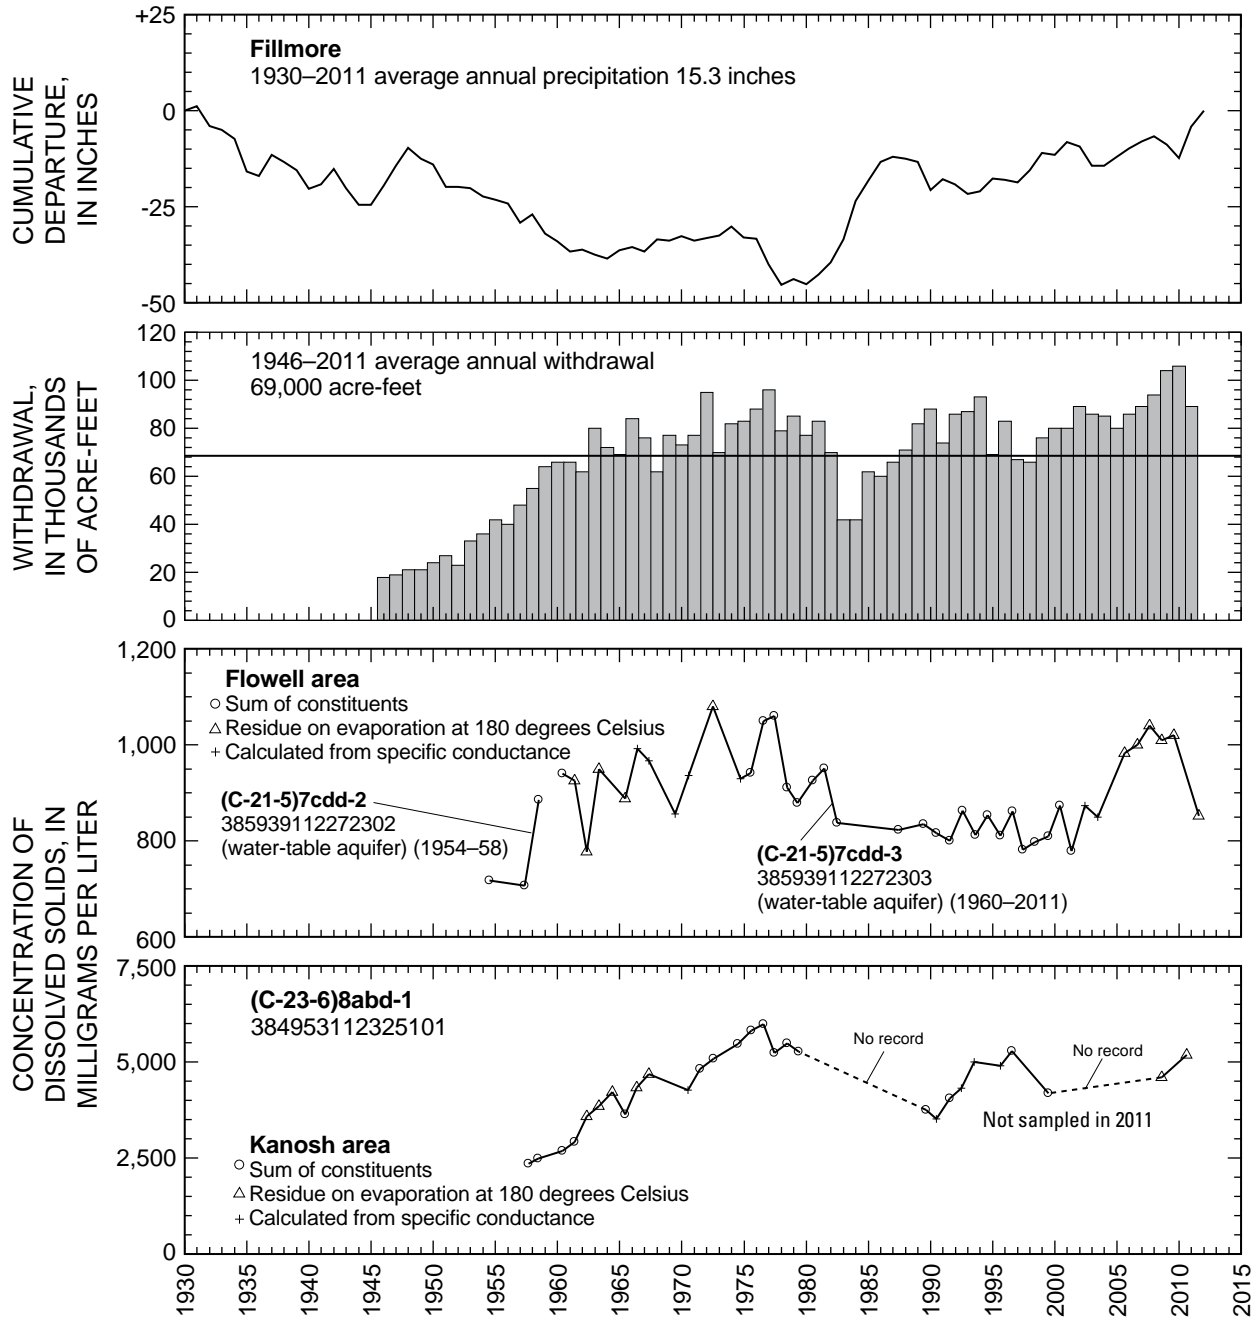 CUMULATIVE
DEPARTURE,
IN INCHES
+25
0
-25
-50
Fillmore
1930–2011 average annual precipitation 15.3 inches
WITHDRAWAL,
IN THOUSANDS
OF ACRE-FEET
120
100
80
60
40
20
0
1946–2011 average annual withdrawal
69,000 acre-feet
CONCENTRATION OF
DISSOLVED SOLIDS, IN
MILLIGRAMS PER LITER
1,200
1,000
800
600
Flowell area
Sum of constituents
Residue on evaporation at 180 degrees Celsius
Calculated from specific conductance
(C-21-5)7cdd-2
385939112272302
(water-table aquifer) (1954–58)
(C-21-5)7cdd-3
385939112272303
(water-table aquifer) (1960–2011)
7,500
5,000
2,500
0
(C-23-6)8abd-1
384953112325101
No record
No record
Not sampled in 2011
Kanosh area
Sum of constituents
Residue on evaporation at 180 degrees Celsius
Calculated from specific conductance
1930
1935
1940
1945
1950
1955
1960
1965
1970
1975
1980
1985
1990
1995
2000
2005
2010
2015